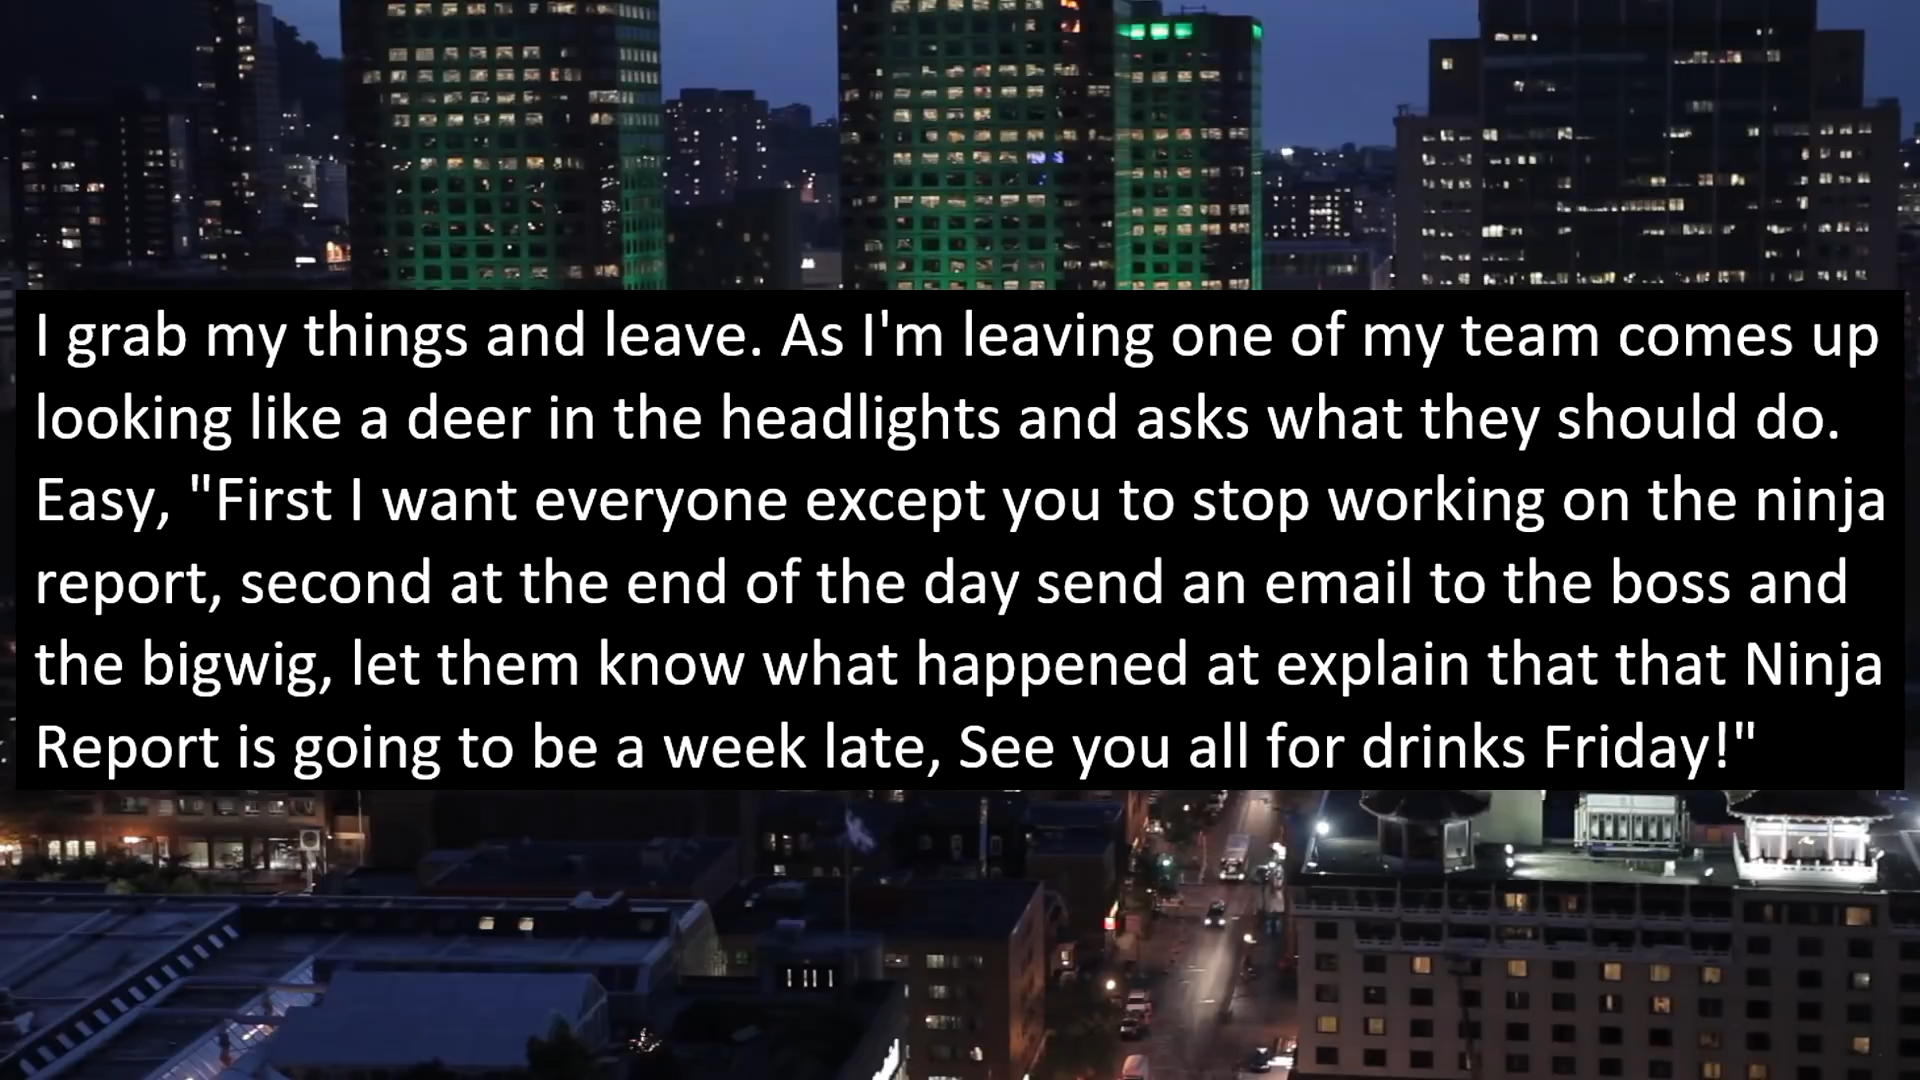 I grab my things and leave. As I'm leaving one of my team comes up
looking like a deer in the headlights and asks what they should do.
Easy, "First I want everyone except you to stop working on the ninja
report, second at the end of the day send an email to the boss and
the bigwig, let them know what happened at explain that that Ninja
Report is going to be a week late, See you all for drinks Friday!"